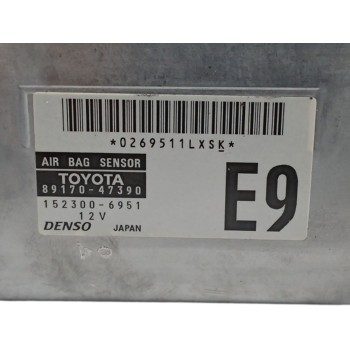 *0269511LXSK*
AIR BAG SENSOR
TOYOTA
89170-47390
152300-6951
12V
DENSO JAPAN
E9